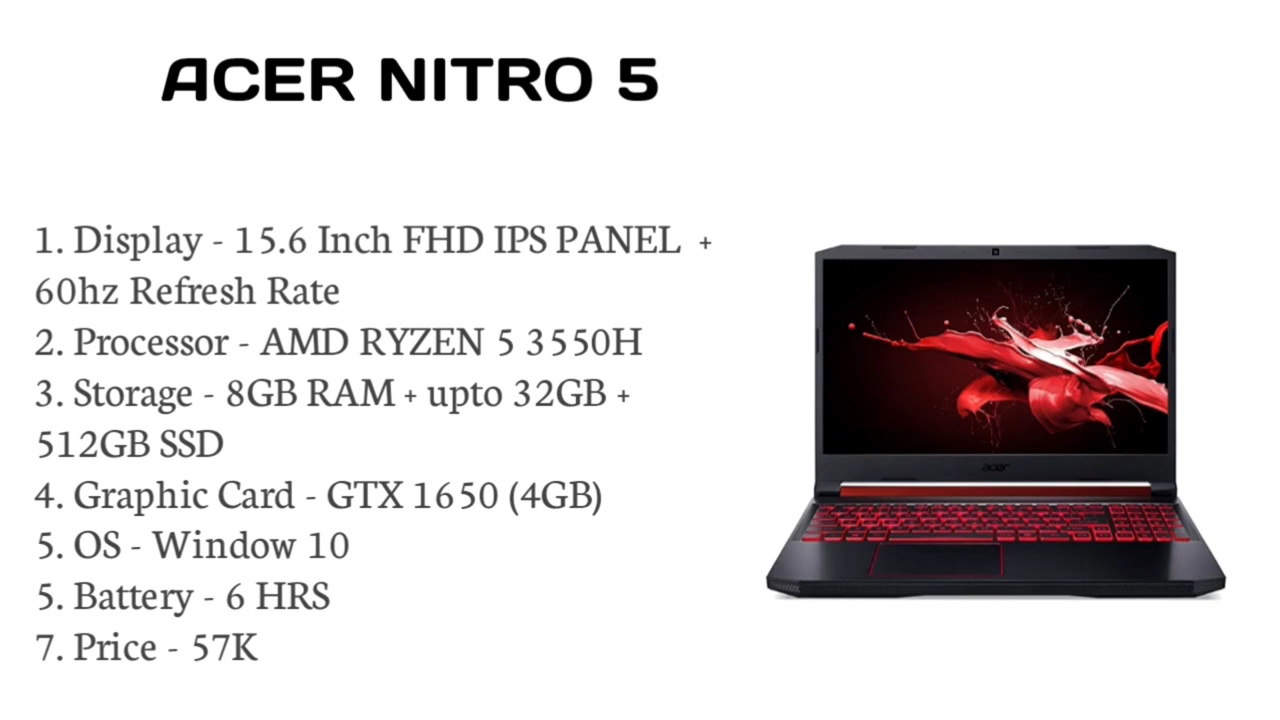 ACER NITRO 5
1. Display - 15.6 Inch FHD IPS PANEL +
60hz Refresh Rate
2. Processor - AMD RYZEN 5 3550H
3. Storage - 8GB RAM + upto 32GB +
512GB SSD
4. Graphic Card - GTX 1650 (4GB)
5. OS - Window 10
5. Battery - 6 HRS
7. Price - 57K
acer